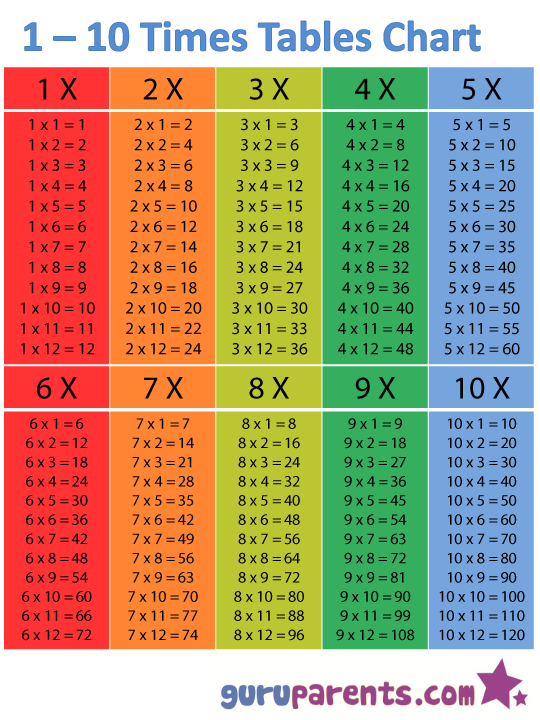 1 – 10 Times Tables Chart
1 X
1 x 1 = 1
1 x 2 = 2
1 x 3 = 3
1 x 4 = 4
1 x 5 = 5
1 x 6 = 6
1 x 7 = 7
1 x 8 = 8
1 x 9 = 9
1 x 10 = 10
1 x 11 = 11
1 x 12 = 12
2 X
2 x 1 = 2
2 x 2 = 4
2 x 3 = 6
2 x 4 = 8
2 x 5 = 10
2 x 6 = 12
2 x 7 = 14
2 x 8 = 16
2 x 9 = 18
2 x 10 = 20
2 x 11 = 22
2 x 12 = 24
3 X
3 x 1 = 3
3 x 2 = 6
3 x 3 = 9
3 x 4 = 12
3 x 5 = 15
3 x 6 = 18
3 x 7 = 21
3 x 8 = 24
3 x 9 = 27
3 x 10 = 30
3 x 11 = 33
3 x 12 = 36
4 X
4 x 1 = 4
4 x 2 = 8
4 x 3 = 12
4 x 4 = 16
4 x 5 = 20
4 x 6 = 24
4 x 7 = 28
4 x 8 = 32
4 x 9 = 36
4 x 10 = 40
4 x 11 = 44
4 x 12 = 48
5 X
5 x 1 = 5
5 x 2 = 10
5 x 3 = 15
5 x 4 = 20
5 x 5 = 25
5 x 6 = 30
5 x 7 = 35
5 x 8 = 40
5 x 9 = 45
5 x 10 = 50
5 x 11 = 55
5 x 12 = 60
6 X
6 x 1 = 6
6 x 2 = 12
6 x 3 = 18
6 x 4 = 24
6 x 5 = 30
6 x 6 = 36
6 x 7 = 42
6 x 8 = 48
6 x 9 = 54
6 x 10 = 60
6 x 11 = 66
6 x 12 = 72
7 X
7 x 1 = 7
7 x 2 = 14
7 x 3 = 21
7 x 4 = 28
7 x 5 = 35
7 x 6 = 42
7 x 7 = 49
7 x 8 = 56
7 x 9 = 63
7 x 10 = 70
7 x 11 = 77
7 x 12 = 74
8 X
8 x 1 = 8
8 x 2 = 16
8 x 3 = 24
8 x 4 = 32
8 x 5 = 40
8 x 6 = 48
8 x 7 = 56
8 x 8 = 64
8 x 9 = 72
8 x 10 = 80
8 x 11 = 88
8 x 12 = 96
9 X
9 x 1 = 9
9 x 2 = 18
9 x 3 = 27
9 x 4 = 36
9 x 5 = 45
9 x 6 = 54
9 x 7 = 63
9 x 8 = 72
9 x 9 = 81
9 x 10 = 90
9 x 11 = 99
9 x 12 = 108
10 X
10 x 1 = 10
10 x 2 = 20
10 x 3 = 30
10 x 4 = 40
10 x 5 = 50
10 x 6 = 60
10 x 7 = 70
10 x 8 = 80
10 x 9 = 90
10 x 10 = 100
10 x 11 = 110
10 x 12 = 120
guruparents.com